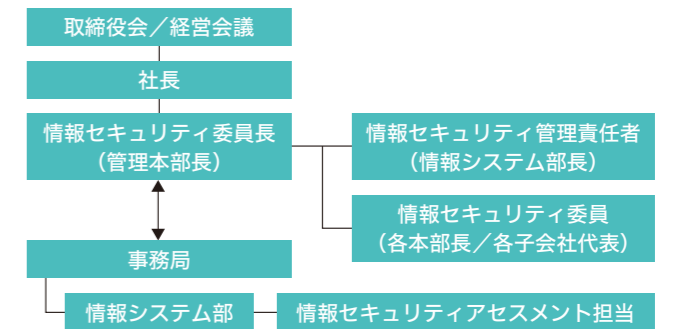 取締役会／経営会議
社長
情報セキュリティ委員長
（管理本部長）
情報セキュリティ管理責任者
（情報システム部長）
情報セキュリティ委員
（各本部長／各子会社代表）
事務局
情報システム部
情報セキュリティアセスメント担当